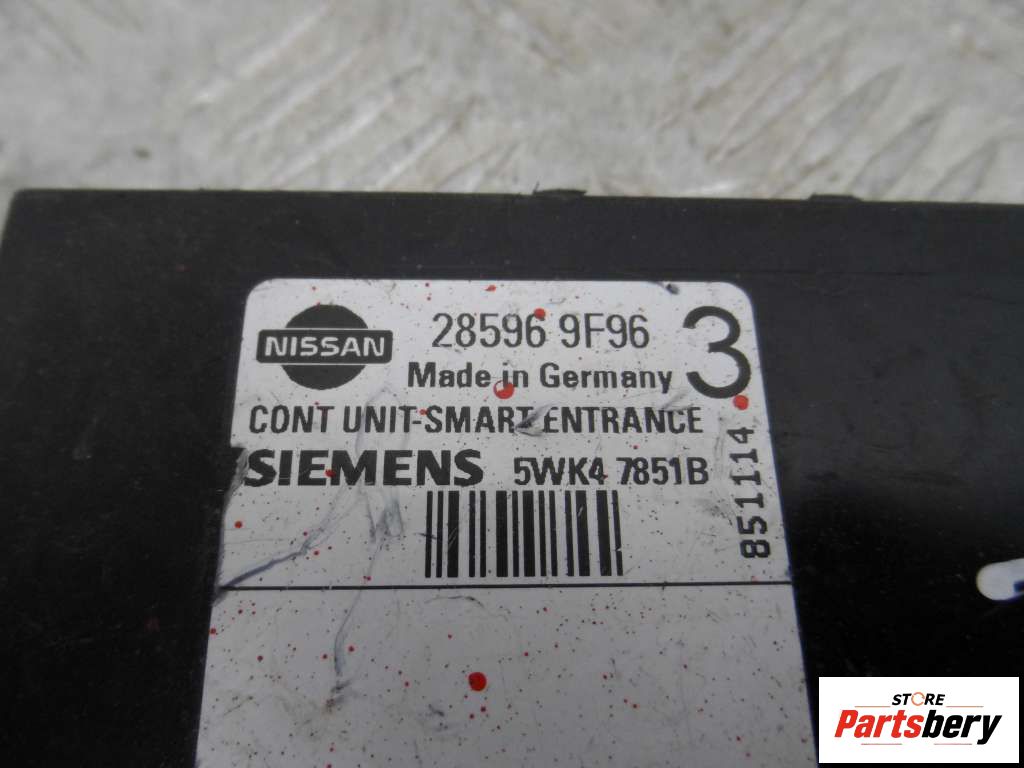 NISSAN
28596 9F96
3
Made in Germany
CONT UNIT-SMART ENTRANCE
SIEMENS 5WK4 7851B
851114
STORE
Partsbery